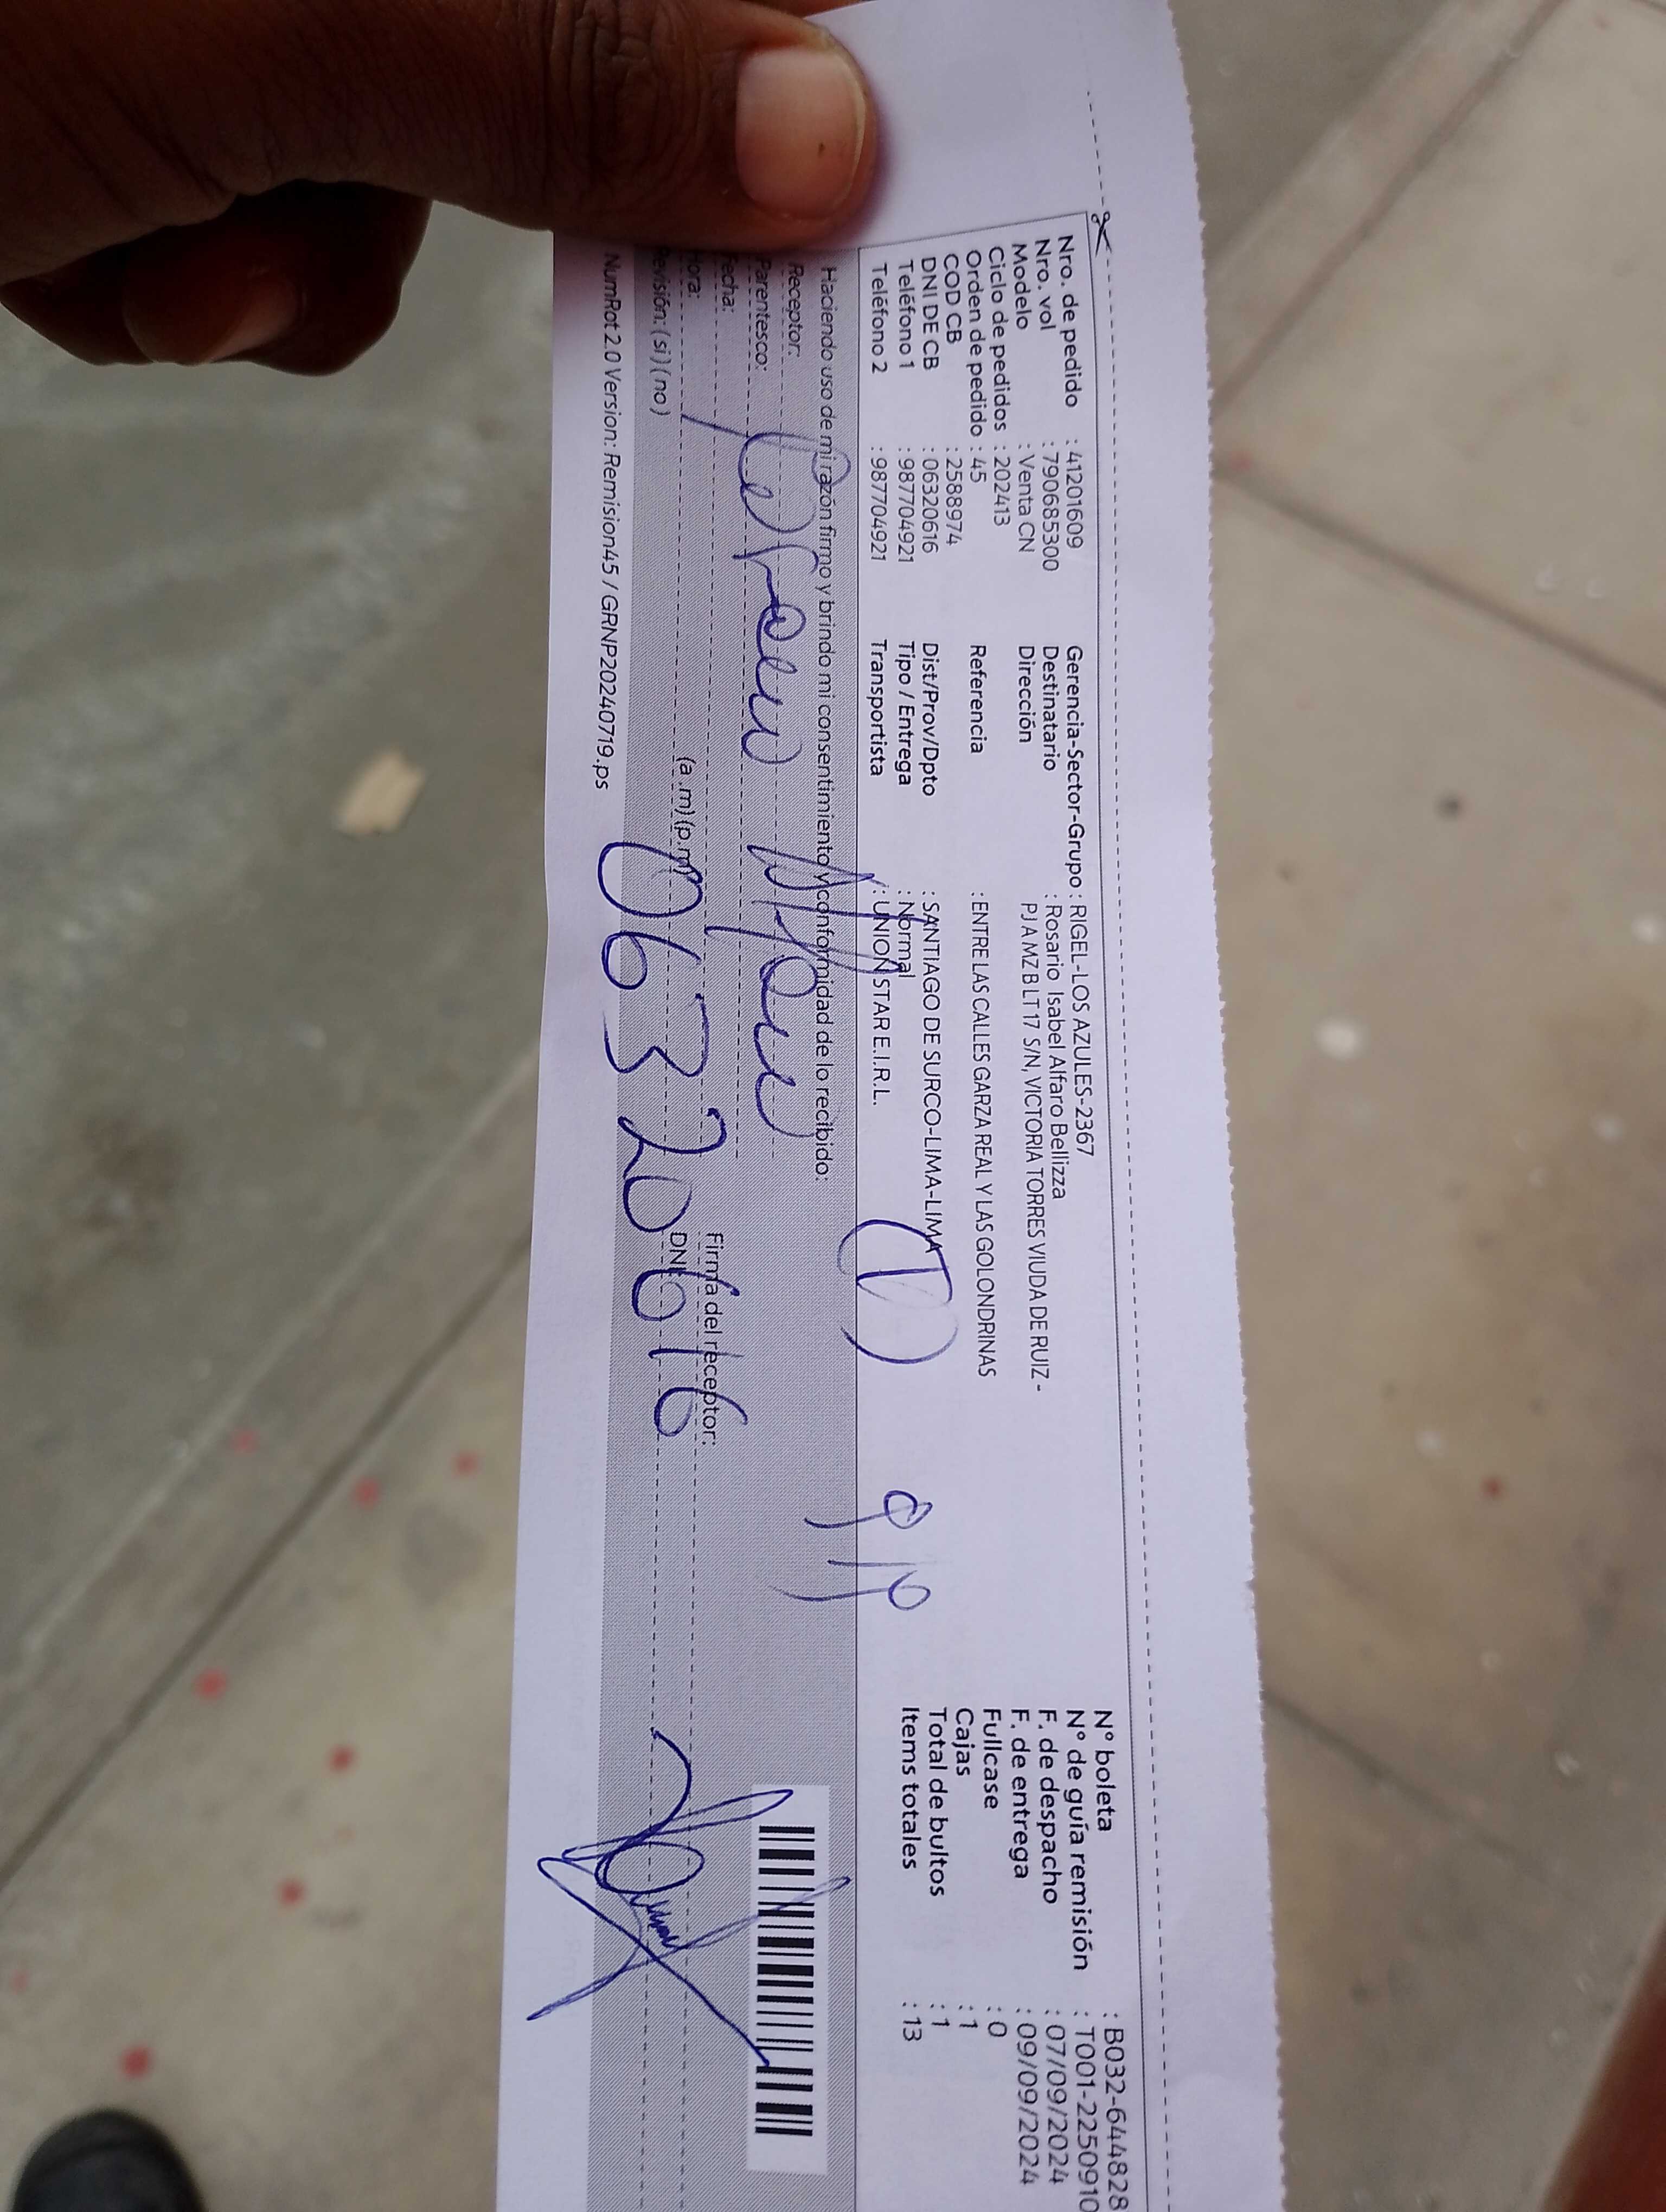 Nro. de pedido : 41201609
Nro. vol : 790685300
Modelo : Venta CN
Ciclo de pedidos : 202413
Orden de pedido : 45
COD CB : 2588974
DNI DE CB : 06320616
Teléfono 1 : 987704921
Teléfono 2 : 987704921
Gerencia-Sector-Grupo : RIGEL-LOS AZULES-2367
Destinatario : Rosario Isabel Alfaro Bellizza
Dirección PJ A MZ B LT 17 S/N, VICTORIA TORRES VIUDA DE RUIZ -
Referencia : ENTRE LAS CALLES GARZA REAL Y LAS GOLONDRINAS
Dist/Prov/Dpto : SANTIAGO DE SURCO-LIMA-LIMA
Tipo / Entrega : Normal
Transportista : UNION STAR E.I.R.L.
N° boleta : B032-644828
N° de guía remisión : T001-2250910
F. de despacho : 07/09/2024
F. de entrega : 09/09/2024
Fullcase : 0
Cajas : 1
Total de bultos : 1
Items totales : 13
Haciendo uso de mi razón firmo y brindo mi consentimiento y conformidad de lo recibido:
Receptor:
Parentesco:
Fecha:
Hora: (a .m) (p.m)
Revisión: ( si ) ( no )
Firma del receptor:
DNI:
06320616
NumRot 2.0 Version: Remision45 / GRNP20240719.ps